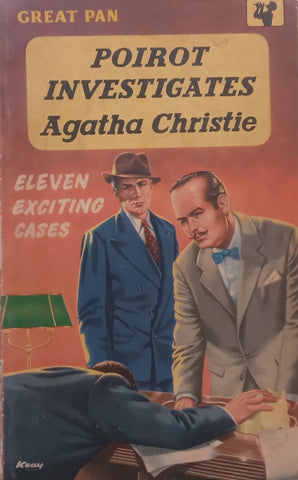 GREAT PAN
POIROT
INVESTIGATES
Agatha Christie
ELEVEN
EXCITING
CASES
Keay